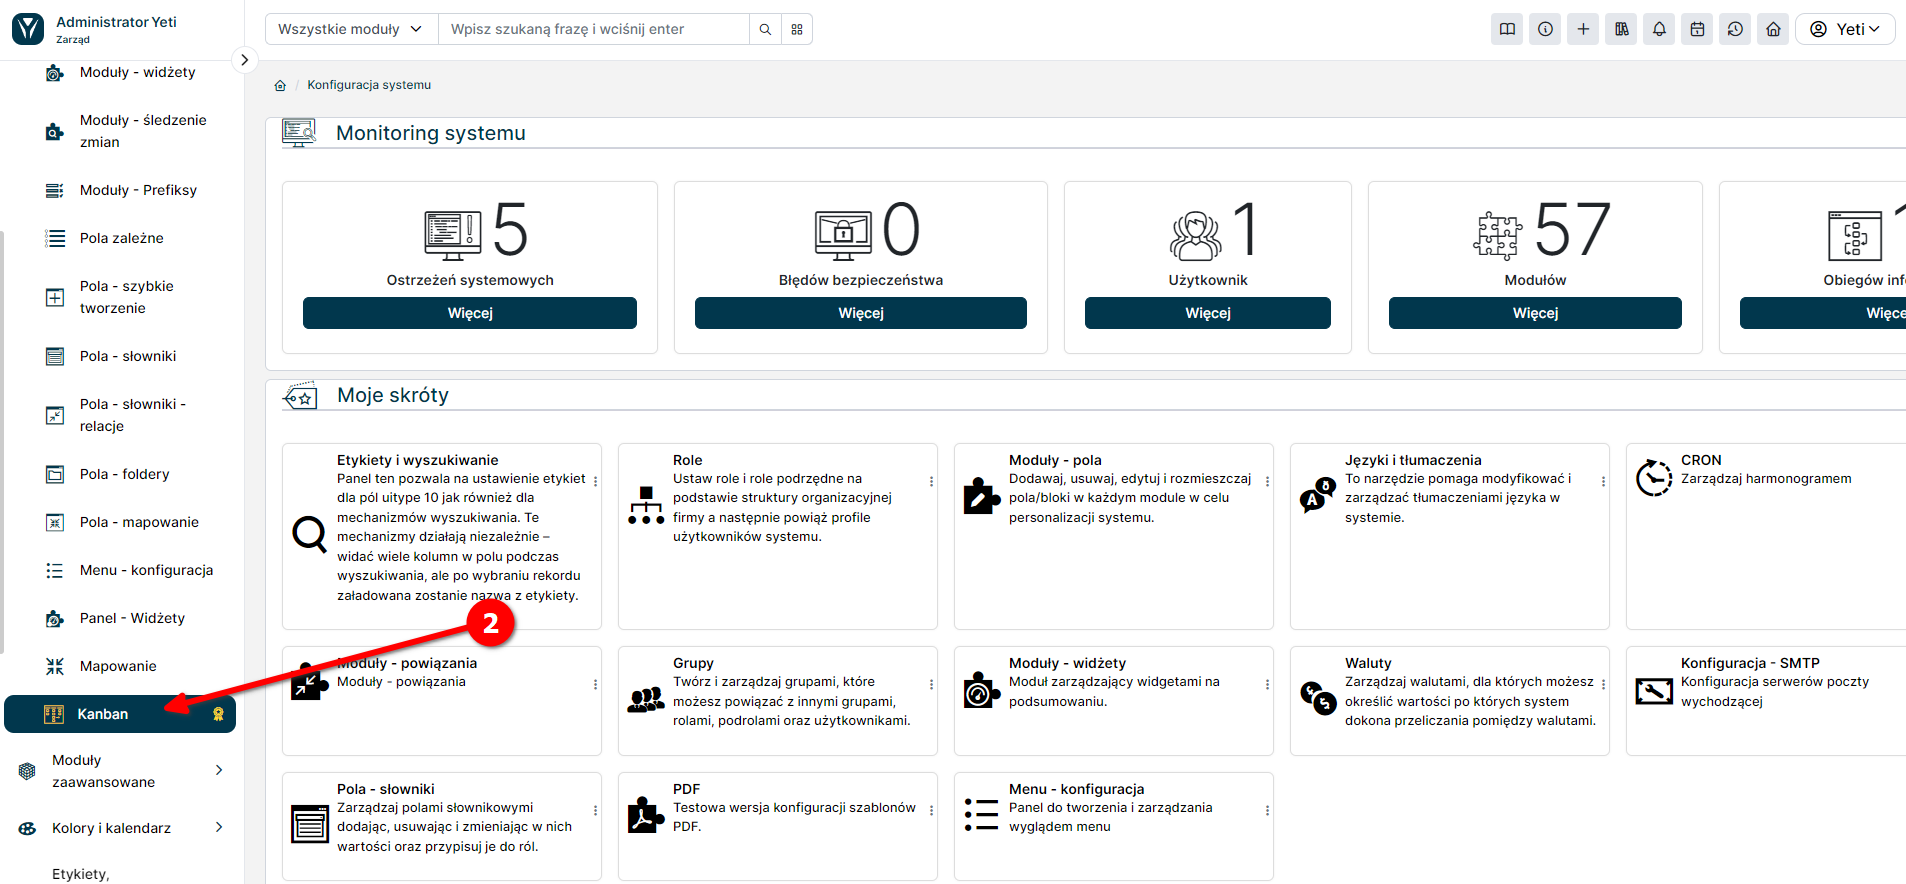 Administrator Yeti
Zarząd
Wszystkie moduły
Wpisz szukaną frazę i wciśnij enter
Yeti
Moduły - widżety
Moduły - śledzenie
zmian
Moduły - Prefiksy
Pola zależne
Pola - szybkie
tworzenie
Pola - słowniki
Pola - słowniki -
relacje
Pola - foldery
Pola - mapowanie
Menu - konfiguracja
Panel - Widżety
Mapowanie
Kanban
Moduły
zaawansowane
Kolory i kalendarz
Etykiety,
/ Konfiguracja systemu
Monitoring systemu
5
Ostrzeżeń systemowych
Więcej
0
Błędów bezpieczeństwa
Więcej
1
Użytkownik
Więcej
57
Modułów
Więcej
1
Obiegów inf
Więce
Moje skróty
Etykiety i wyszukiwanie
Panel ten pozwala na ustawienie etykiet
dla pól uitype 10 jak również dla
mechanizmów wyszukiwania. Te
mechanizmy działają niezależnie –
widać wiele kolumn w polu podczas
wyszukiwania, ale po wybraniu rekordu
załadowana zostanie nazwa z etykiety.
Role
Ustaw role i role podrzędne na
podstawie struktury organizacyjnej
firmy a następnie powiąż profile
użytkowników systemu.
Moduły - pola
Dodawaj, usuwaj, edytuj i rozmieszczaj
pola/bloki w każdym module w celu
personalizacji systemu.
Języki i tłumaczenia
To narzędzie pomaga modyfikować i
zarządzać tłumaczeniami języka w
systemie.
CRON
Zarządzaj harmonogramem
2
Moduły - powiązania
Moduły - powiązania
Grupy
Twórz i zarządzaj grupami, które
możesz powiązać z innymi grupami,
rolami, podrolami oraz użytkownikami.
Moduły - widżety
Moduł zarządzający widgetami na
podsumowaniu.
Waluty
Zarządzaj walutami, dla których możesz
określić wartości po których system
dokona przeliczania pomiędzy walutami.
Konfiguracja - SMTP
Konfiguracja serwerów poczty
wychodzącej
Pola - słowniki
Zarządzaj polami słownikowymi
dodając, usuwając i zmieniając w nich
wartości oraz przypisuj je do ról.
PDF
Testowa wersja konfiguracji szablonów
PDF.
Menu - konfiguracja
Panel do tworzenia i zarządzania
wyglądem menu